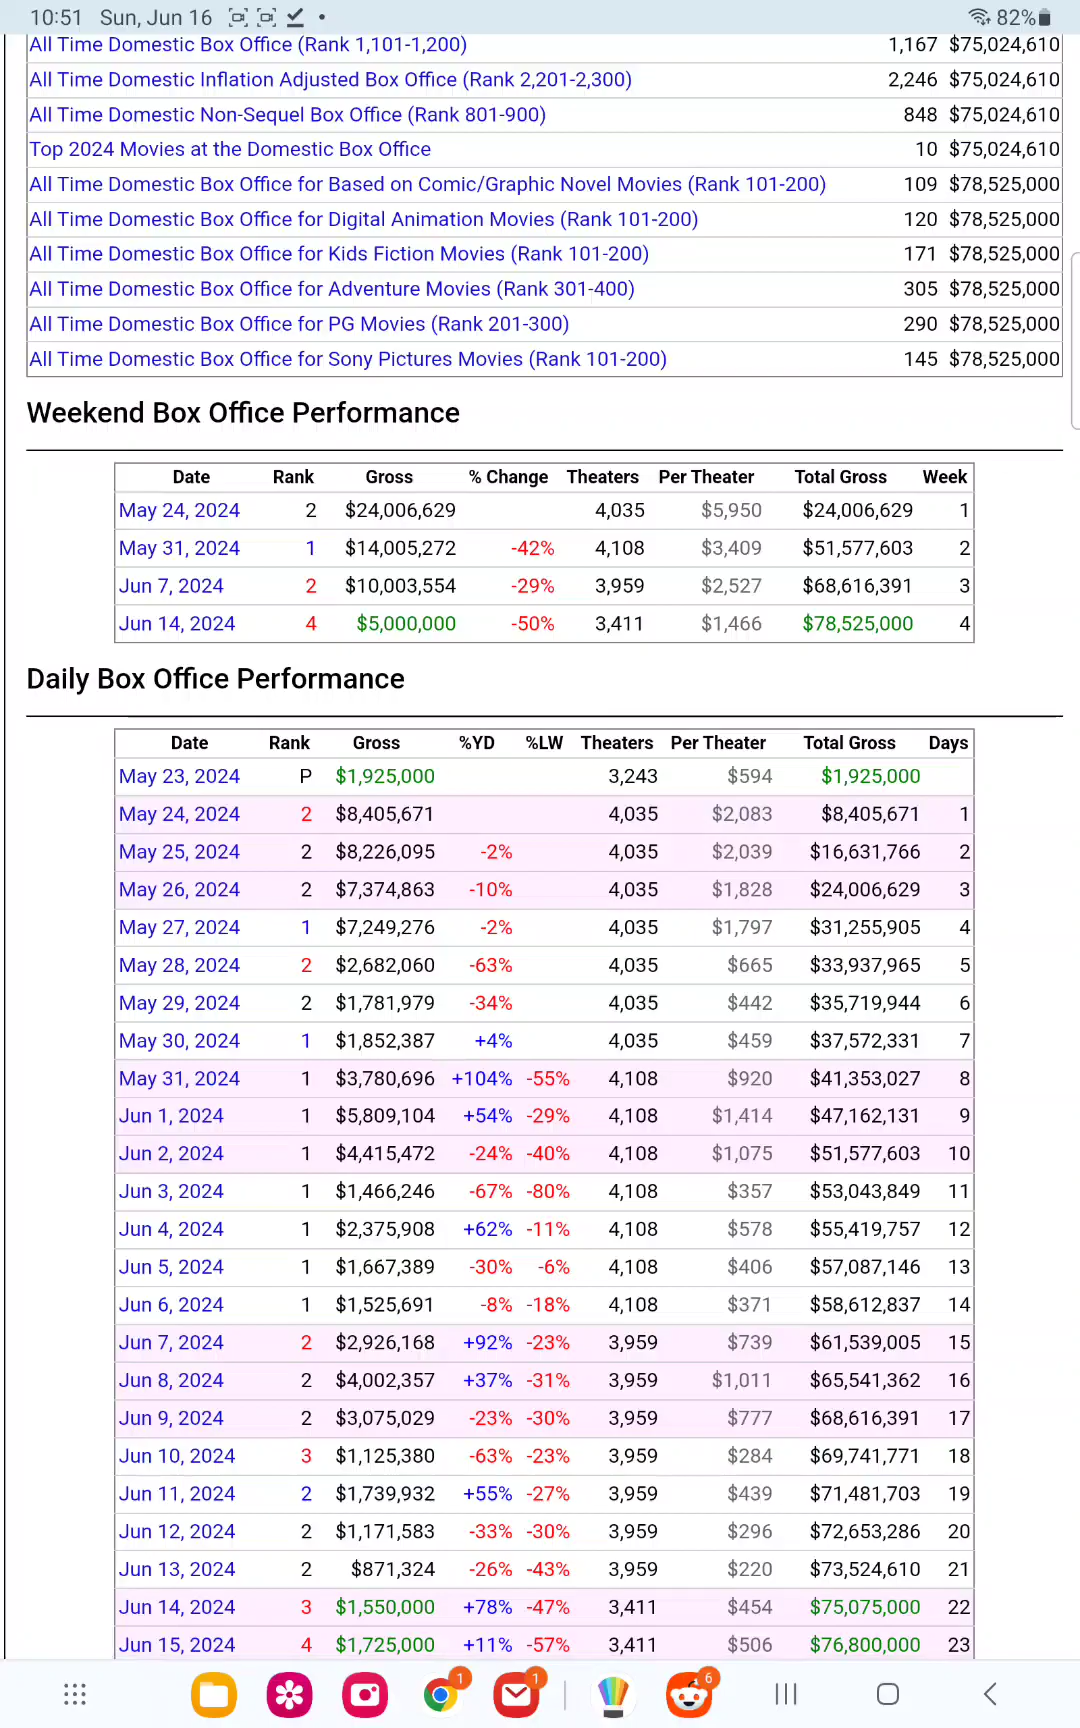 10:51 Sun, Jun 16 82%
All Time Domestic Box Office (Rank 1,101-1,200) 1,167 $75,024,610
All Time Domestic Inflation Adjusted Box Office (Rank 2,201-2,300) 2,246 $75,024,610
All Time Domestic Non-Sequel Box Office (Rank 801-900) 848 $75,024,610
Top 2024 Movies at the Domestic Box Office 10 $75,024,610
All Time Domestic Box Office for Based on Comic/Graphic Novel Movies (Rank 101-200) 109 $78,525,000
All Time Domestic Box Office for Digital Animation Movies (Rank 101-200) 120 $78,525,000
All Time Domestic Box Office for Kids Fiction Movies (Rank 101-200) 171 $78,525,000
All Time Domestic Box Office for Adventure Movies (Rank 301-400) 305 $78,525,000
All Time Domestic Box Office for PG Movies (Rank 201-300) 290 $78,525,000
All Time Domestic Box Office for Sony Pictures Movies (Rank 101-200) 145 $78,525,000
Weekend Box Office Performance
Date Rank Gross % Change Theaters Per Theater Total Gross Week
May 24, 2024 2 $24,006,629 4,035 $5,950 $24,006,629 1
May 31, 2024 1 $14,005,272 -42% 4,108 $3,409 $51,577,603 2
Jun 7, 2024 2 $10,003,554 -29% 3,959 $2,527 $68,616,391 3
Jun 14, 2024 4 $5,000,000 -50% 3,411 $1,466 $78,525,000 4
Daily Box Office Performance
Date Rank Gross %YD %LW Theaters Per Theater Total Gross Days
May 23, 2024 P $1,925,000 3,243 $594 $1,925,000
May 24, 2024 2 $8,405,671 4,035 $2,083 $8,405,671 1
May 25, 2024 2 $8,226,095 -2% 4,035 $2,039 $16,631,766 2
May 26, 2024 2 $7,374,863 -10% 4,035 $1,828 $24,006,629 3
May 27, 2024 1 $7,249,276 -2% 4,035 $1,797 $31,255,905 4
May 28, 2024 2 $2,682,060 -63% 4,035 $665 $33,937,965 5
May 29, 2024 2 $1,781,979 -34% 4,035 $442 $35,719,944 6
May 30, 2024 1 $1,852,387 +4% 4,035 $459 $37,572,331 7
May 31, 2024 1 $3,780,696 +104% -55% 4,108 $920 $41,353,027 8
Jun 1, 2024 1 $5,809,104 +54% -29% 4,108 $1,414 $47,162,131 9
Jun 2, 2024 1 $4,415,472 -24% -40% 4,108 $1,075 $51,577,603 10
Jun 3, 2024 1 $1,466,246 -67% -80% 4,108 $357 $53,043,849 11
Jun 4, 2024 1 $2,375,908 +62% -11% 4,108 $578 $55,419,757 12
Jun 5, 2024 1 $1,667,389 -30% -6% 4,108 $406 $57,087,146 13
Jun 6, 2024 1 $1,525,691 -8% -18% 4,108 $371 $58,612,837 14
Jun 7, 2024 2 $2,926,168 +92% -23% 3,959 $739 $61,539,005 15
Jun 8, 2024 2 $4,002,357 +37% -31% 3,959 $1,011 $65,541,362 16
Jun 9, 2024 2 $3,075,029 -23% -30% 3,959 $777 $68,616,391 17
Jun 10, 2024 3 $1,125,380 -63% -23% 3,959 $284 $69,741,771 18
Jun 11, 2024 2 $1,739,932 +55% -27% 3,959 $439 $71,481,703 19
Jun 12, 2024 2 $1,171,583 -33% -30% 3,959 $296 $72,653,286 20
Jun 13, 2024 2 $871,324 -26% -43% 3,959 $220 $73,524,610 21
Jun 14, 2024 3 $1,550,000 +78% -47% 3,411 $454 $75,075,000 22
Jun 15, 2024 4 $1,725,000 +11% -57% 3,411 $506 $76,800,000 23
1 1 6